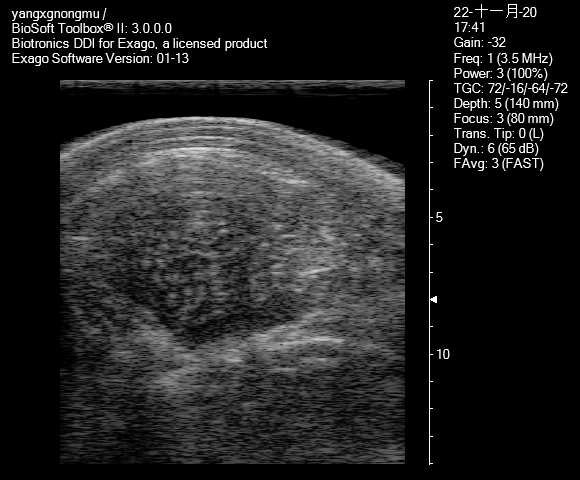 yangxgnongmu /
BioSoft Toolbox® II: 3.0.0.0
Biotronics DDI for Exago, a licensed product
Exago Software Version: 01-13
22-十一月-20
17:41
Gain: -32
Freq: 1 (3.5 MHz)
Power: 3 (100%)
TGC: 72/-16/-64/-72
Depth: 5 (140 mm)
Focus: 3 (80 mm)
Trans. Tip: 0 (L)
Dyn.: 6 (65 dB)
FAvg: 3 (FAST)
5
10